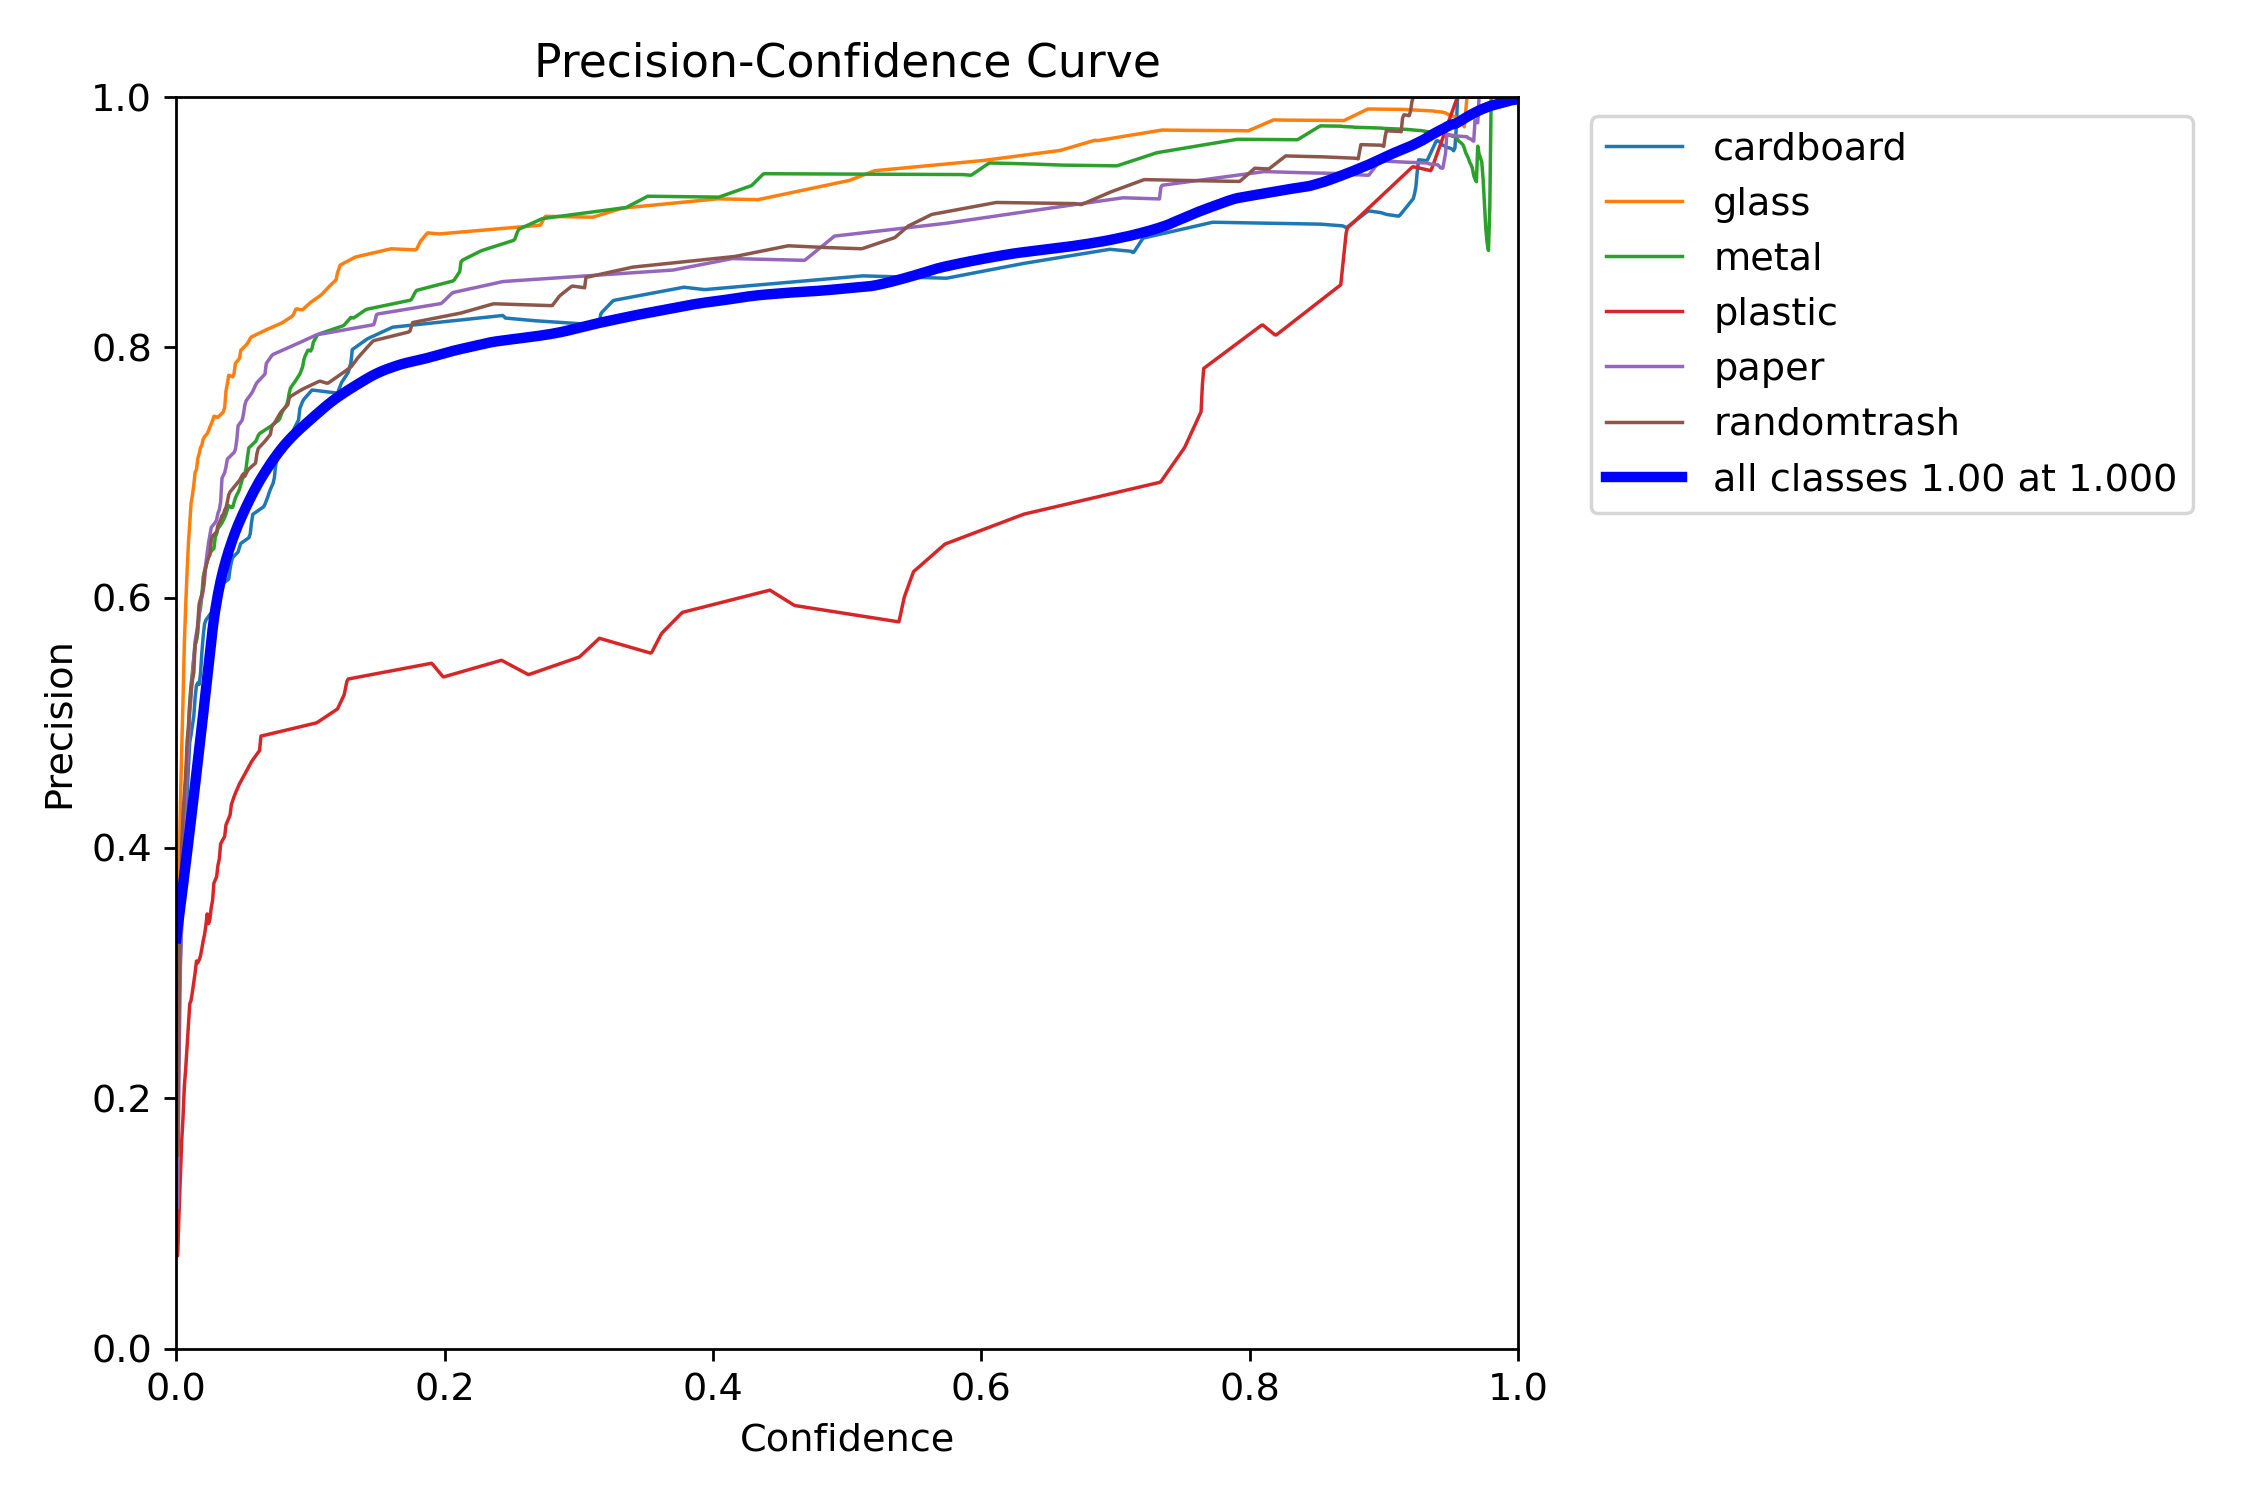 Precision-Confidence Curve
1.0
0.8
0.6
0.4
0.2
0.0
Precision
0.0 0.2 0.4 0.6 0.8 1.0
Confidence
cardboard
glass
metal
plastic
paper
randomtrash
all classes 1.00 at 1.000